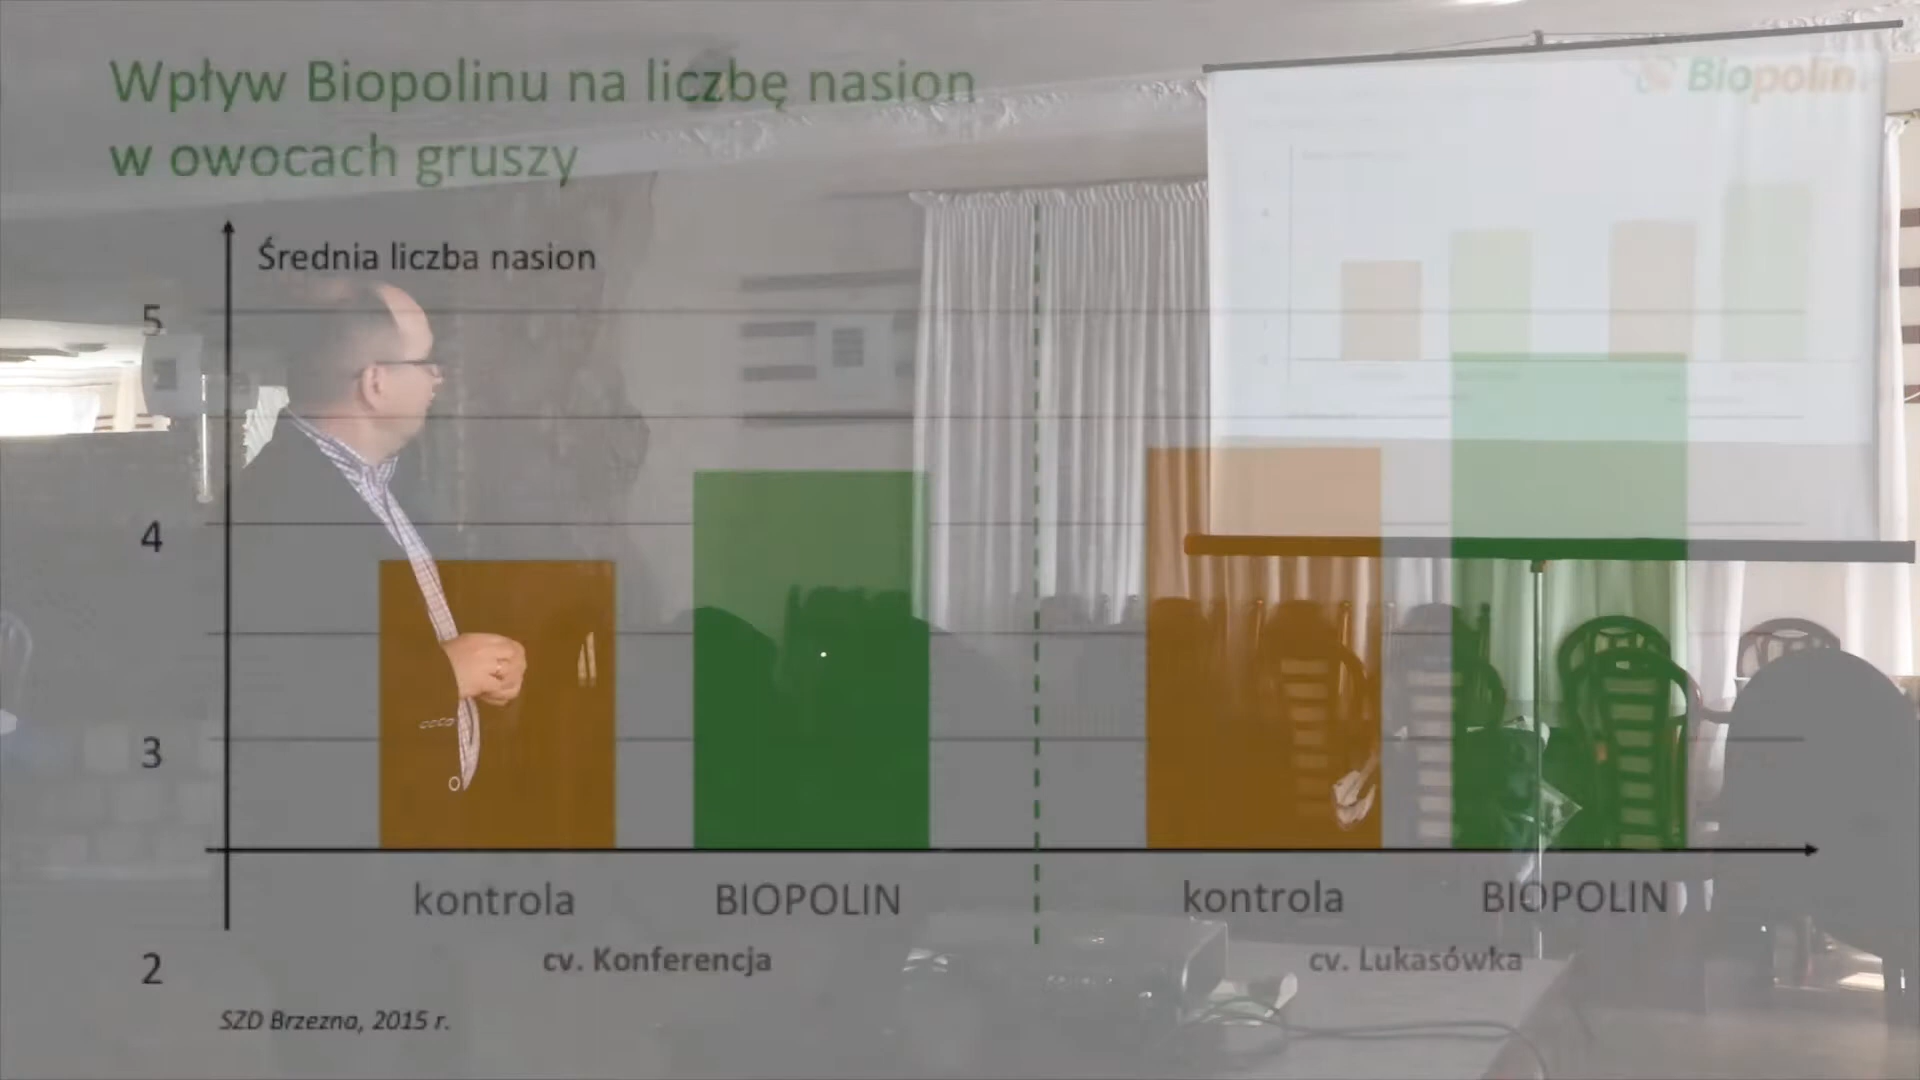 Wpływ Biopolinu na liczbę nasion
w owocach gruszy
Biopolin
Średnia liczba nasion
5
4
3
2
kontrola
BIOPOLIN
kontrola
BIOPOLIN
cv. Konferencja
cv. Lukasówka
SZD Brzezna, 2015 r.